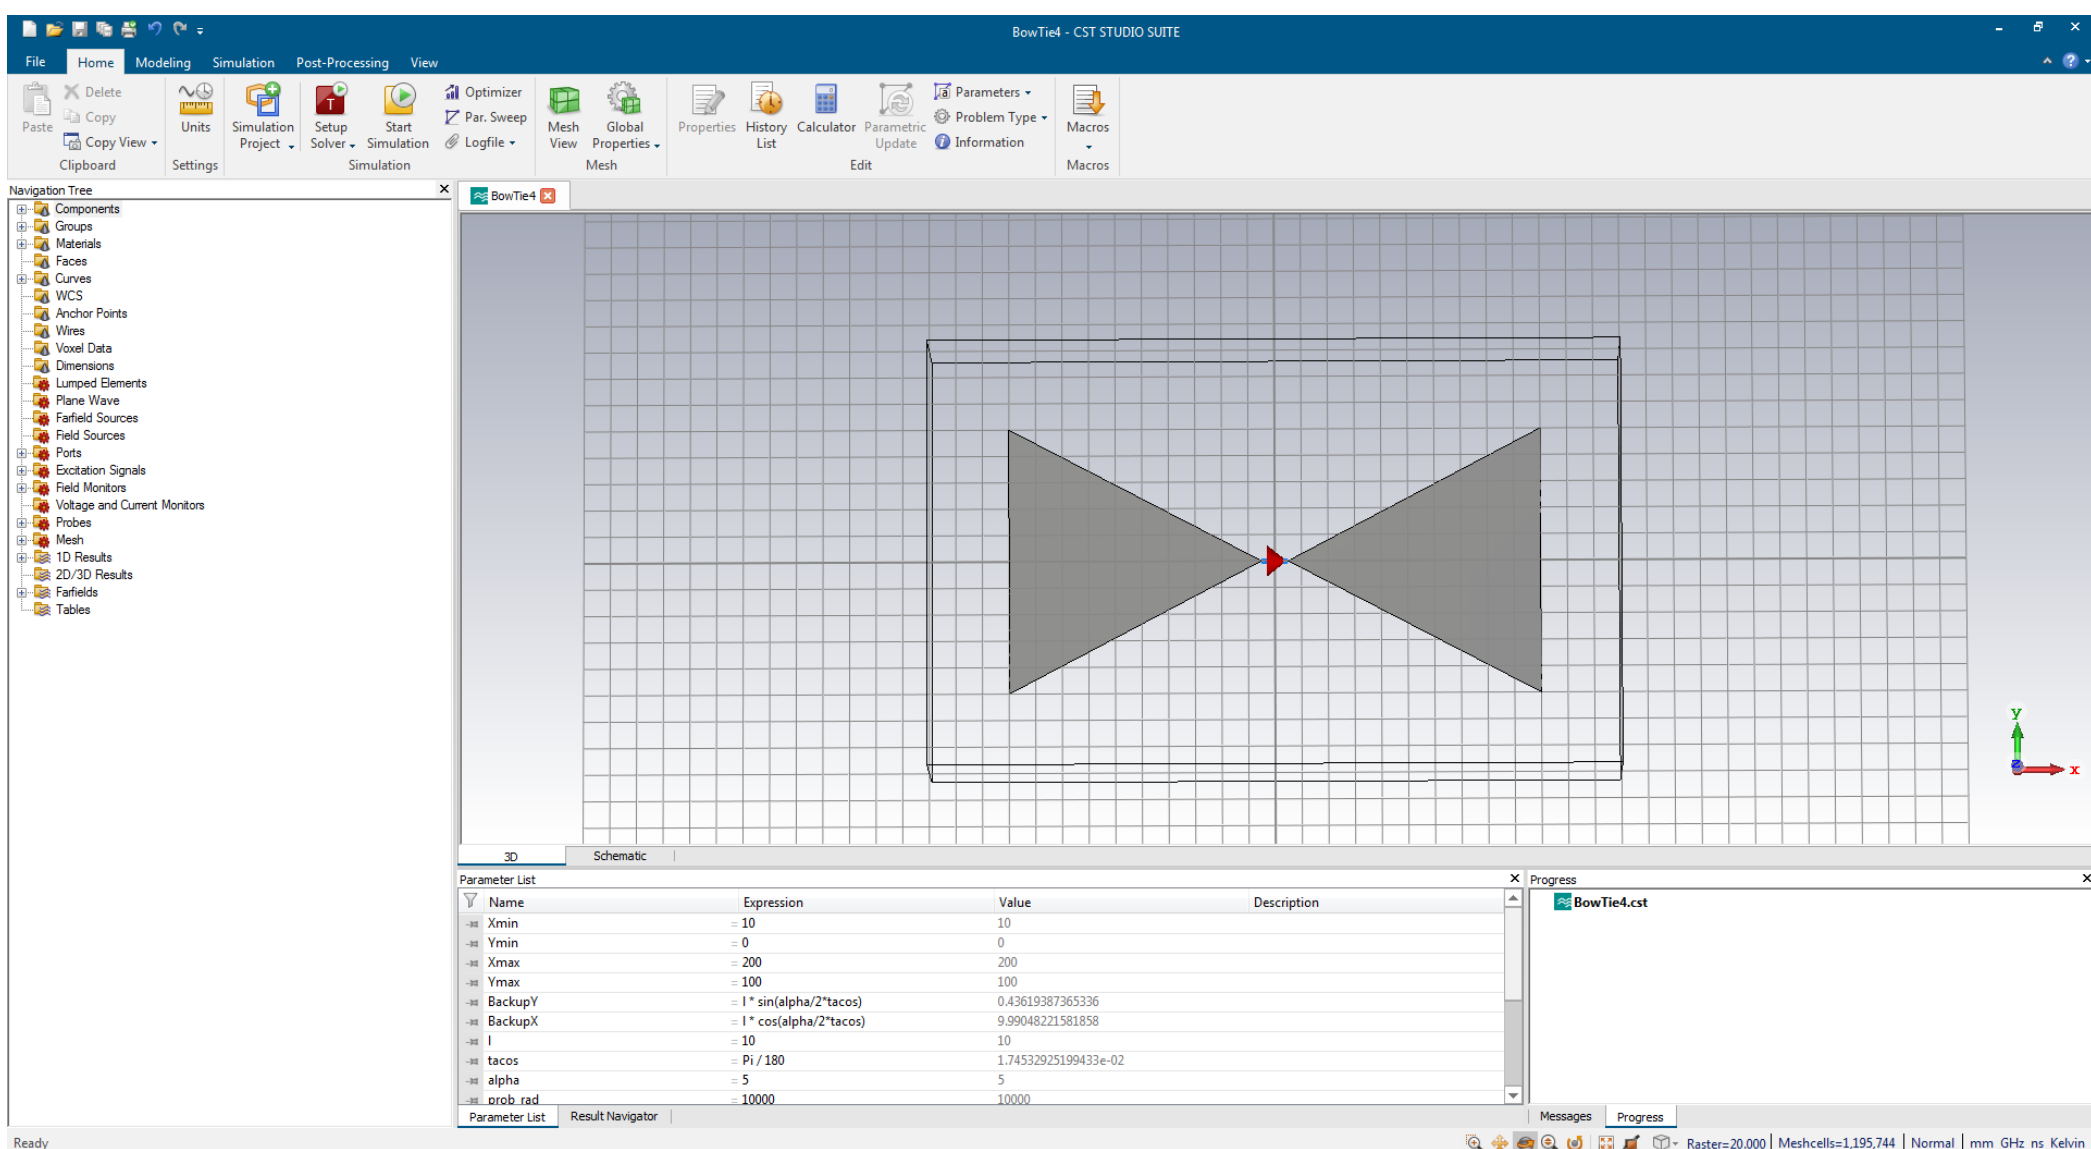 BowTie4 - CST STUDIO SUITE
File Home Modeling Simulation Post-Processing View
Paste
Delete
Copy
Copy View
Clipboard
Units
Settings
Simulation Project
Setup Solver
Start Simulation
Optimizer
Par. Sweep
Logfile
Simulation
Mesh View
Global Properties
Mesh
Properties
History List
Calculator
Parametric Update
Parameters
Problem Type
Information
Edit
Macros
Macros
Navigation Tree
Components
Groups
Materials
Faces
Curves
WCS
Anchor Points
Wires
Voxel Data
Dimensions
Lumped Elements
Plane Wave
Farfield Sources
Field Sources
Ports
Excitation Signals
Field Monitors
Voltage and Current Monitors
Probes
Mesh
1D Results
2D/3D Results
Farfields
Tables
BowTie4
y
z
x
3D Schematic
Parameter List
Name Expression Value Description
Xmin = 10 10
Ymin = 0 0
Xmax = 200 200
Ymax = 100 100
BackupY = l * sin(alpha/2*tacos) 0.43619387365336
BackupX = l * cos(alpha/2*tacos) 9.99048221581858
l = 10 10
tacos = Pi / 180 1.74532925199433e-02
alpha = 5 5
prob_rad = 10000 10000
Parameter List Result Navigator
Progress
BowTie4.cst
Messages Progress
Ready
Raster=20.000 Meshcells=1,195,744 Normal mm GHz ns Kelvin